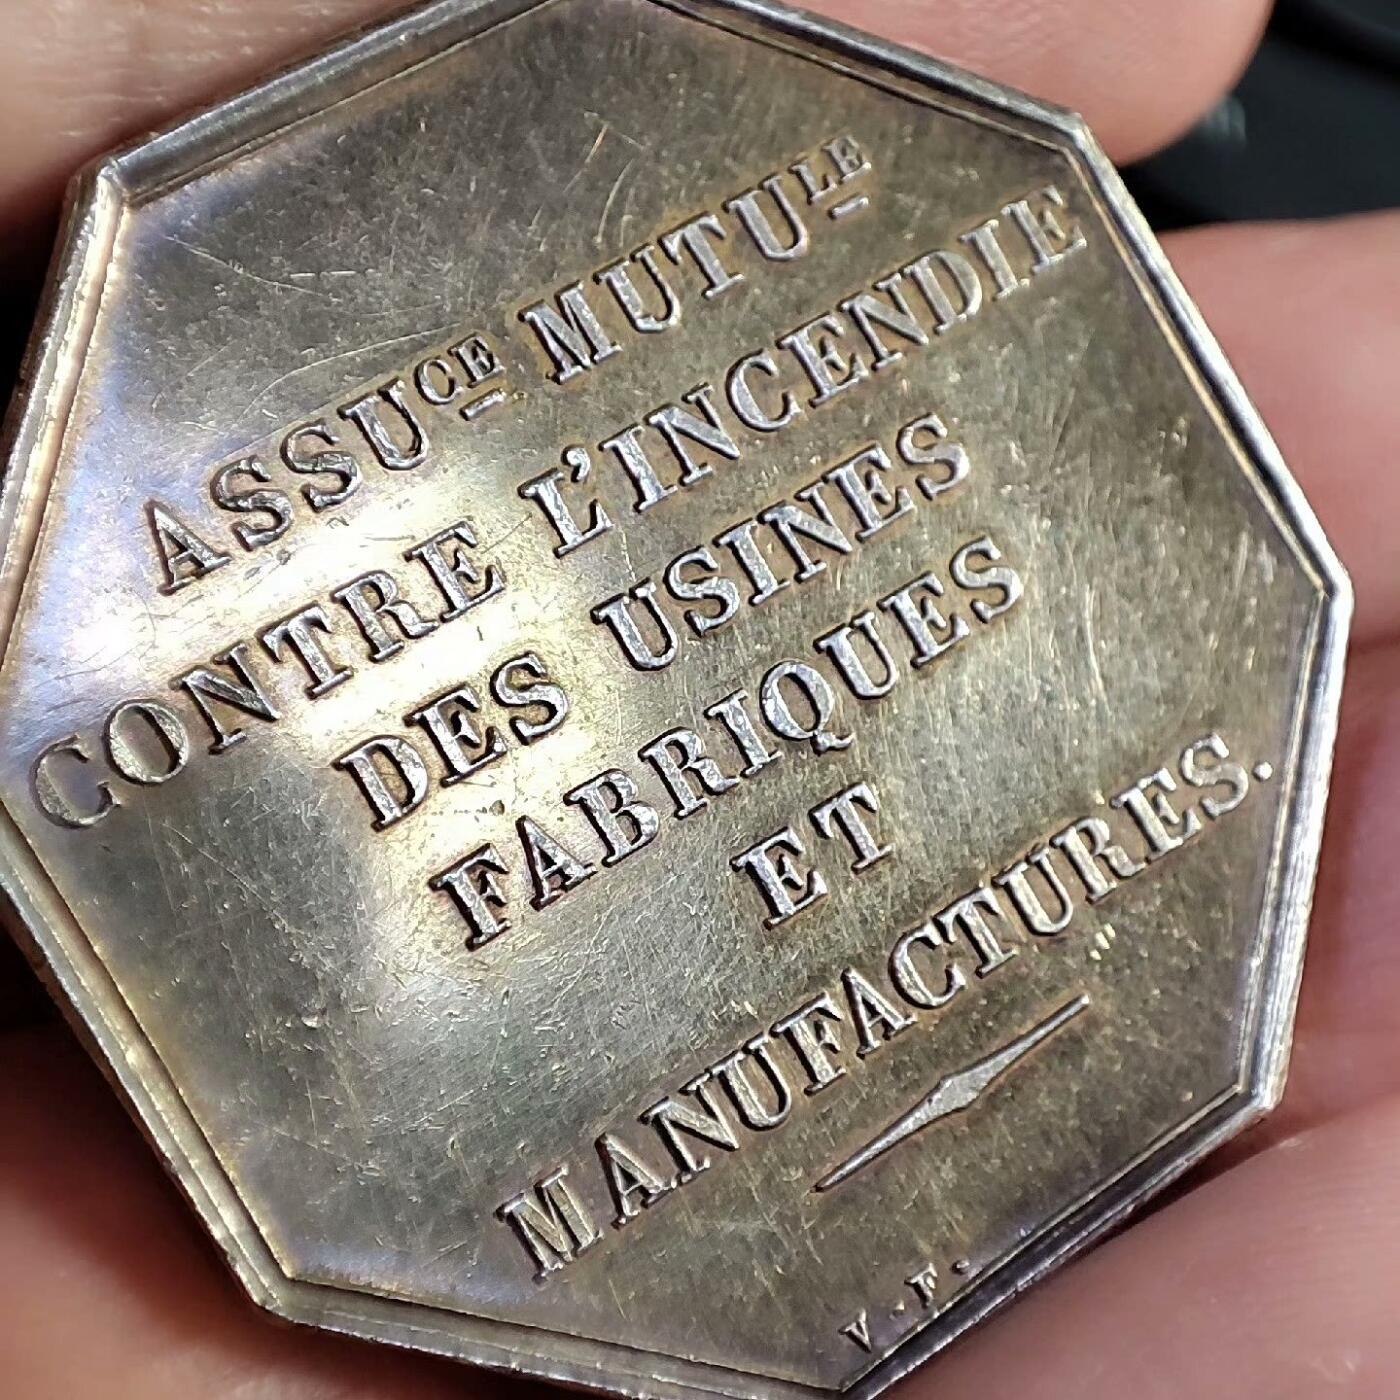 ASSUCE MUTULE
CONTRE L'INCENDIE
DES USINES
FABRIQUES
ET
MANUFACTURES.
V.F.